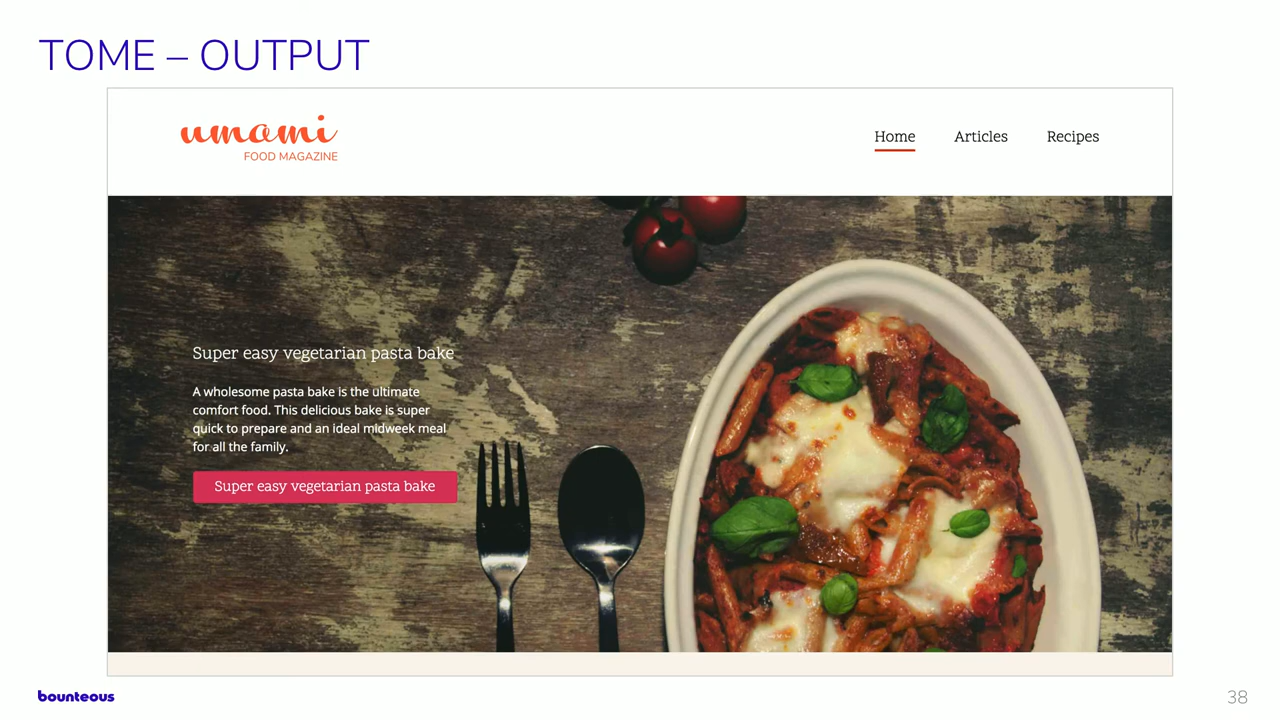 TOME – OUTPUT
umami
FOOD MAGAZINE
Home Articles Recipes
Super easy vegetarian pasta bake
A wholesome pasta bake is the ultimate
comfort food. This delicious bake is super
quick to prepare and an ideal midweek meal
for all the family.
Super easy vegetarian pasta bake
bounteous
38